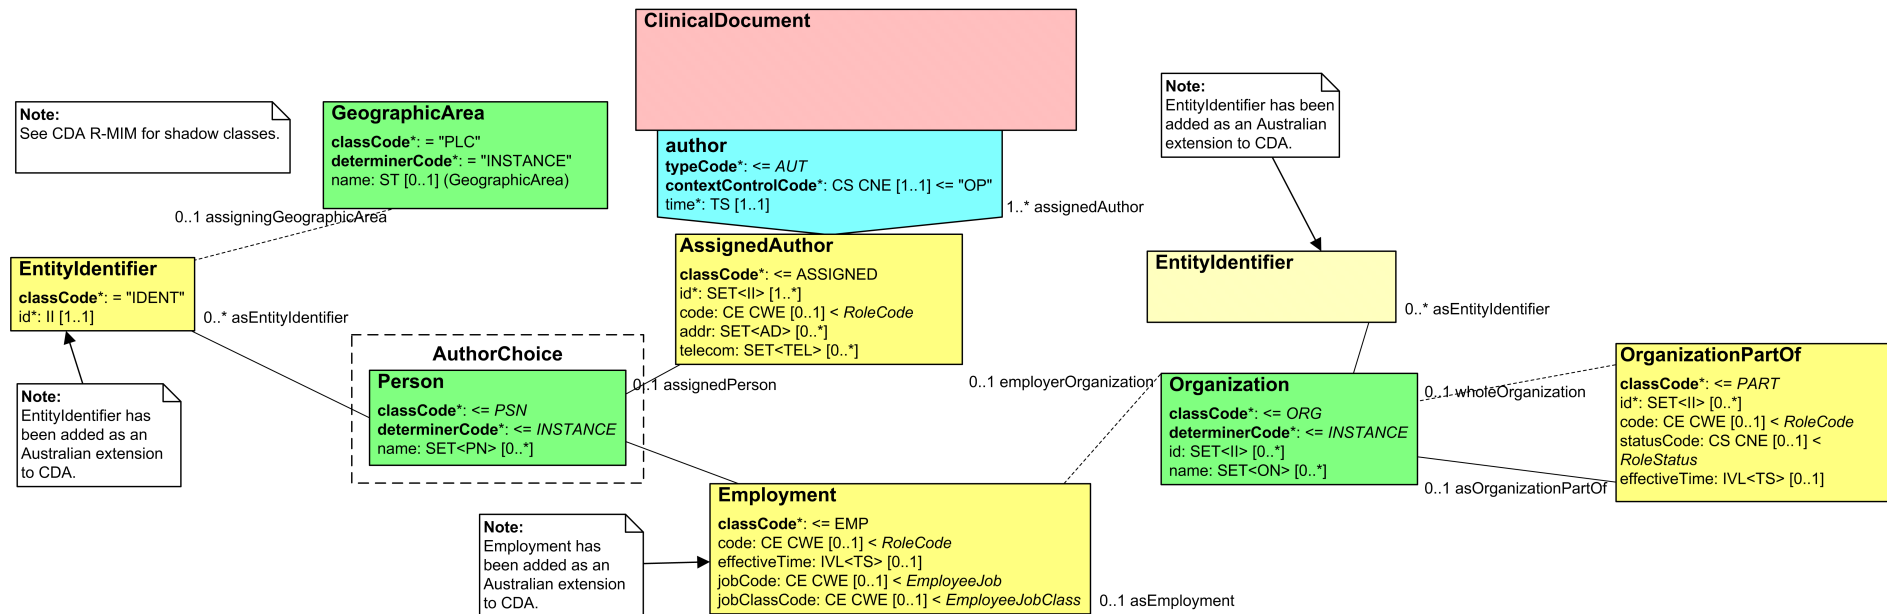 ClinicalDocument
Note:
See CDA R-MIM for shadow classes.
GeographicArea
classCode*: = "PLC"
determinerCode*: = "INSTANCE"
name: ST [0..1] (GeographicArea)
author
typeCode*: <= AUT
contextControlCode*: CS CNE [1..1] <= "OP"
time*: TS [1..1]
Note:
EntityIdentifier has been
added as an Australian
extension to CDA.
0..1 assigningGeographicArea
1..* assignedAuthor
EntityIdentifier
classCode*: = "IDENT"
id*: II [1..1]
0..* asEntityIdentifier
AssignedAuthor
classCode*: <= ASSIGNED
id*: SET<II> [1..*]
code: CE CWE [0..1] < RoleCode
addr: SET<AD> [0..*]
telecom: SET<TEL> [0..*]
EntityIdentifier
0..* asEntityIdentifier
AuthorChoice
Person
classCode*: <= PSN
determinerCode*: <= INSTANCE
name: SET<PN> [0..*]
0..1 assignedPerson
0..1 employerOrganization
Organization
classCode*: <= ORG
determinerCode*: <= INSTANCE
id: SET<II> [0..*]
name: SET<ON> [0..*]
0..1 wholeOrganization
OrganizationPartOf
classCode*: <= PART
id*: SET<II> [0..*]
code: CE CWE [0..1] < RoleCode
statusCode: CS CNE [0..1] <
RoleStatus
effectiveTime: IVL<TS> [0..1]
0..1 asOrganizationPartOf
Note:
EntityIdentifier has
been added as an
Australian extension
to CDA.
Note:
Employment has
been added as an
Australian extension
to CDA.
Employment
classCode*: <= EMP
code: CE CWE [0..1] < RoleCode
effectiveTime: IVL<TS> [0..1]
jobCode: CE CWE [0..1] < EmployeeJob
jobClassCode: CE CWE [0..1] < EmployeeJobClass
0..1 asEmployment